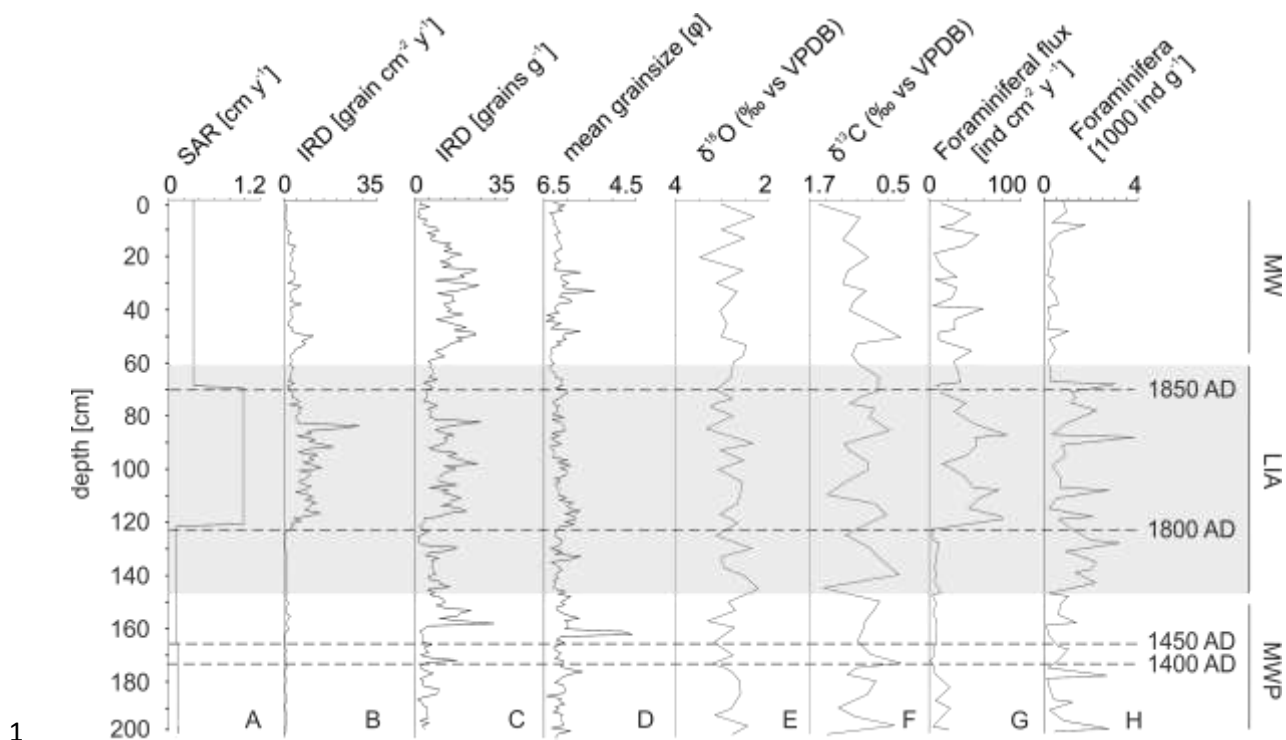 SAR [cm y⁻¹]
IRD [grain cm⁻² y⁻¹]
IRD [grains g⁻¹]
mean grainsize [φ]
δ¹⁸O (‰ vs VPDB)
δ¹³C (‰ vs VPDB)
Foraminiferal flux
[ind cm⁻² y⁻¹]
Foraminifera
[1000 ind g⁻¹]
0 1.2 0 35 0 35 6.5 4.5 4 2 1.7 0.5 0 100 0 4
0
20
40
60
80
100
120
140
160
180
200
depth [cm]
1850 AD
1800 AD
1450 AD
1400 AD
MW
LIA
MWP
A B C D E F G H
1